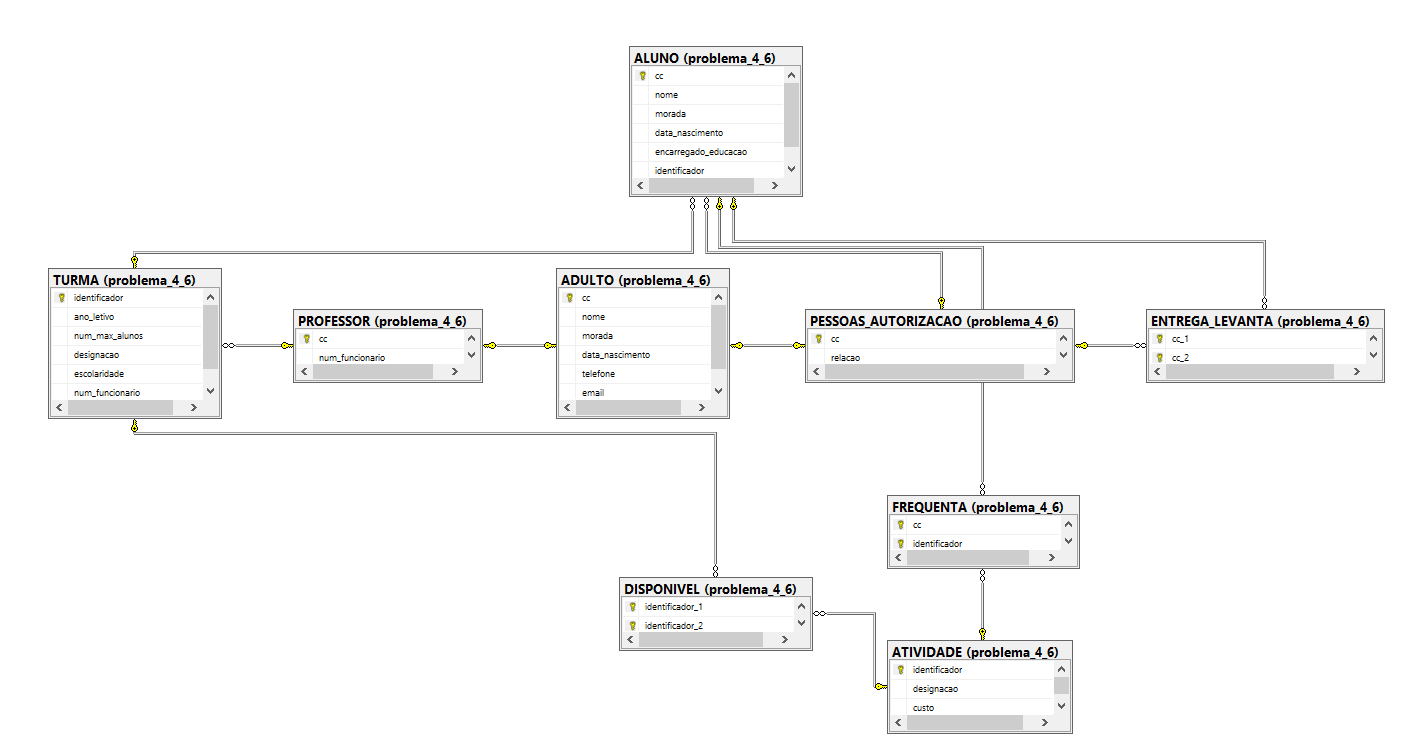 ALUNO (problema_4_6)
cc
nome
morada
data_nascimento
encarregado_educacao
identificador
TURMA (problema_4_6)
identificador
ano_letivo
num_max_alunos
designacao
escolaridade
num_funcionario
PROFESSOR (problema_4_6)
cc
num_funcionario
ADULTO (problema_4_6)
cc
nome
morada
data_nascimento
telefone
email
PESSOAS_AUTORIZACAO (problema_4_6)
cc
relacao
ENTREGA_LEVANTA (problema_4_6)
cc_1
cc_2
FREQUENTA (problema_4_6)
cc
identificador
DISPONIVEL (problema_4_6)
identificador_1
identificador_2
ATIVIDADE (problema_4_6)
identificador
designacao
custo